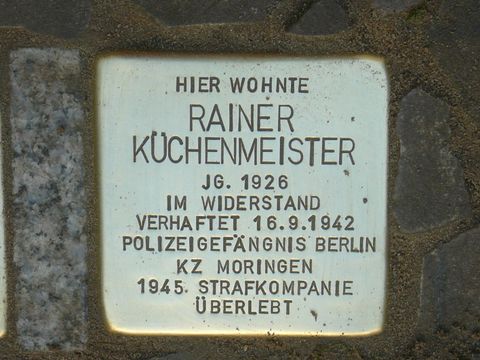 HIER WOHNTE
RAINER
KÜCHENMEISTER
JG. 1926
IM WIDERSTAND
VERHAFTET 16.9.1942
POLIZEIGEFÄNGNIS BERLIN
KZ MORINGEN
1945 STRAFKOMPANIE
ÜBERLEBT